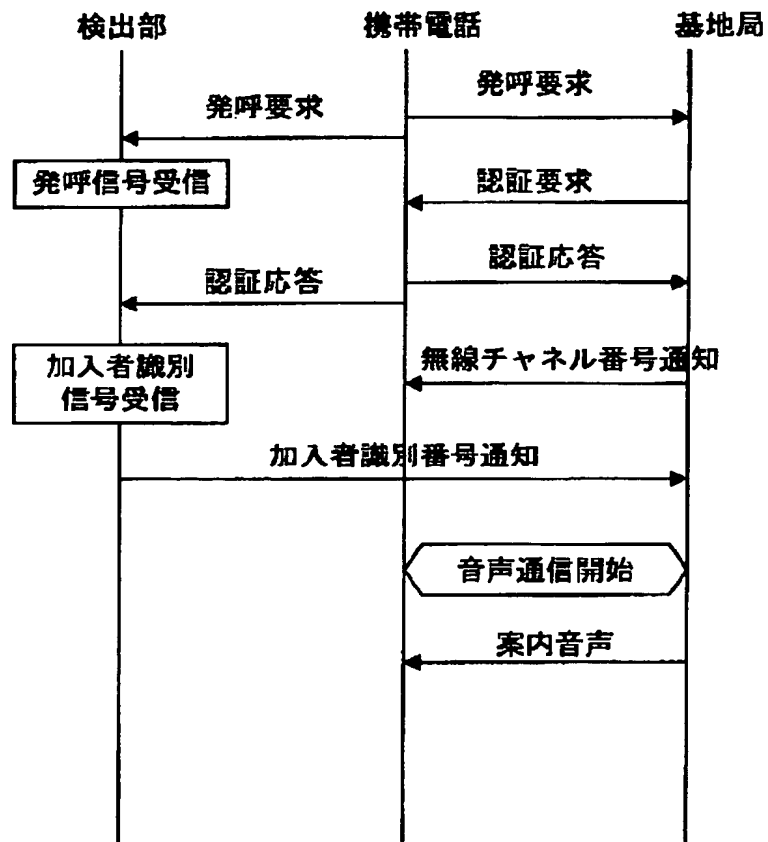 検出部
携帯電話
基地局
発呼要求
発呼要求
発呼信号受信
認証要求
認証応答
認証応答
加入者識別
信号受信
無線チャネル番号通知
加入者識別番号通知
音声通信開始
案内音声